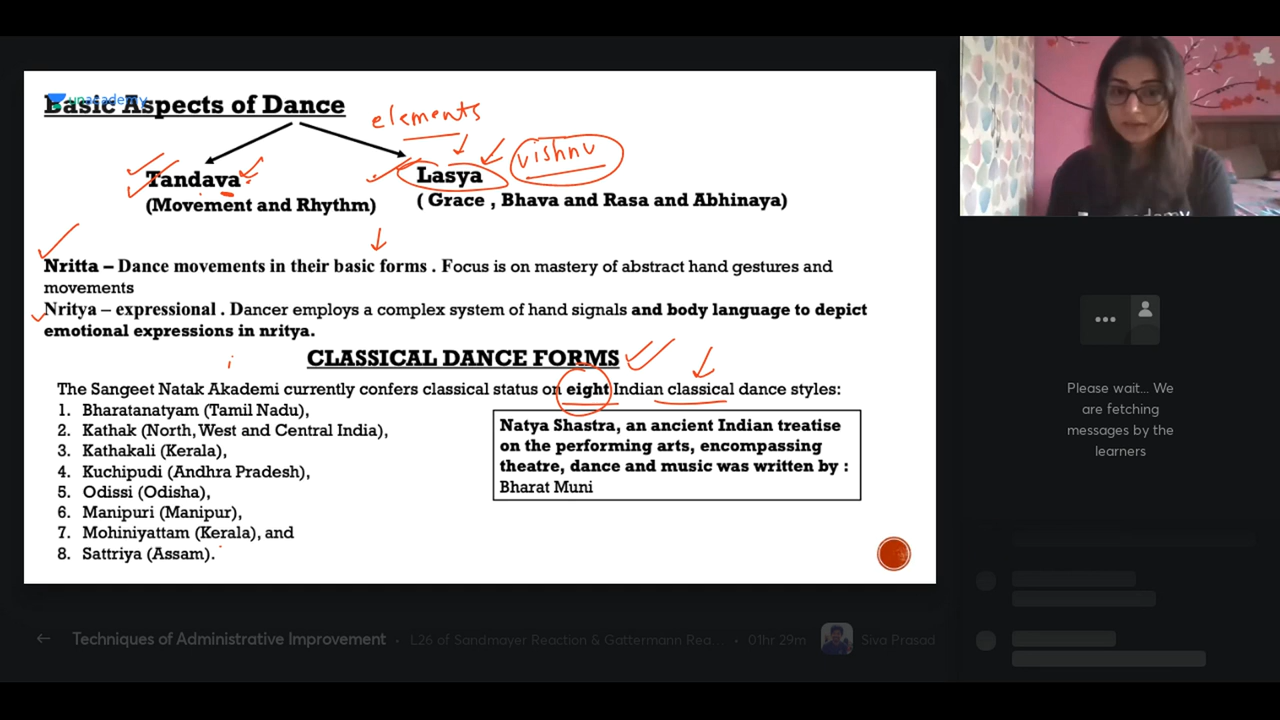 Basic Aspects of Dance
unacademy
elements
vishnu
Tandava
Lasya
(Movement and Rhythm)
( Grace , Bhava and Rasa and Abhinaya)
Nritta – Dance movements in their basic forms . Focus is on mastery of abstract hand gestures and
movements
Nritya – expressional . Dancer employs a complex system of hand signals and body language to depict
emotional expressions in nritya.
CLASSICAL DANCE FORMS
The Sangeet Natak Akademi currently confers classical status on eight Indian classical dance styles:
1. Bharatanatyam (Tamil Nadu),
2. Kathak (North, West and Central India),
3. Kathakali (Kerala),
4. Kuchipudi (Andhra Pradesh),
5. Odissi (Odisha),
6. Manipuri (Manipur),
7. Mohiniyattam (Kerala), and
8. Sattriya (Assam).
Natya Shastra, an ancient Indian treatise
on the performing arts, encompassing
theatre, dance and music was written by :
Bharat Muni
Please wait... We
are fetching
messages by the
learners
Techniques of Administrative Improvement • L26 of Sandmayer Reaction & Gattermann Rea... • 01hr 29m Siva Prasad